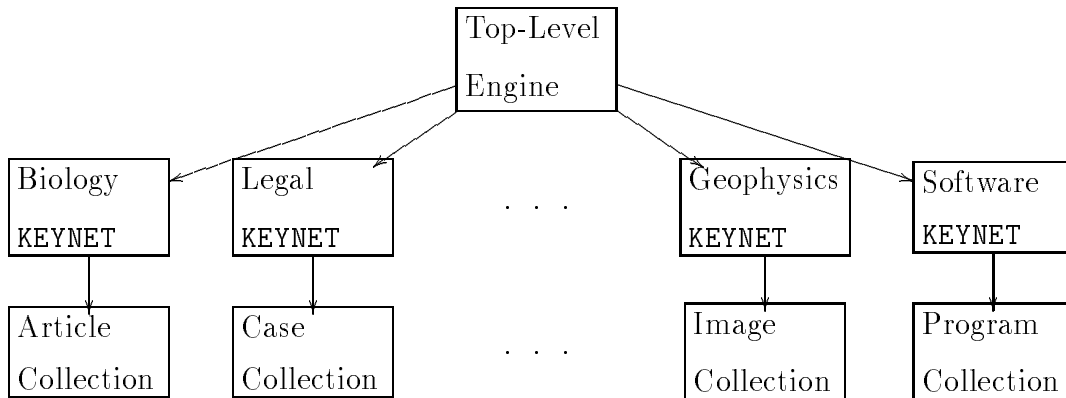 Top-Level
Engine
Biology
KEYNET
Legal
KEYNET
. . .
Geophysics
KEYNET
Software
KEYNET
Article
Collection
Case
Collection
. . .
Image
Collection
Program
Collection